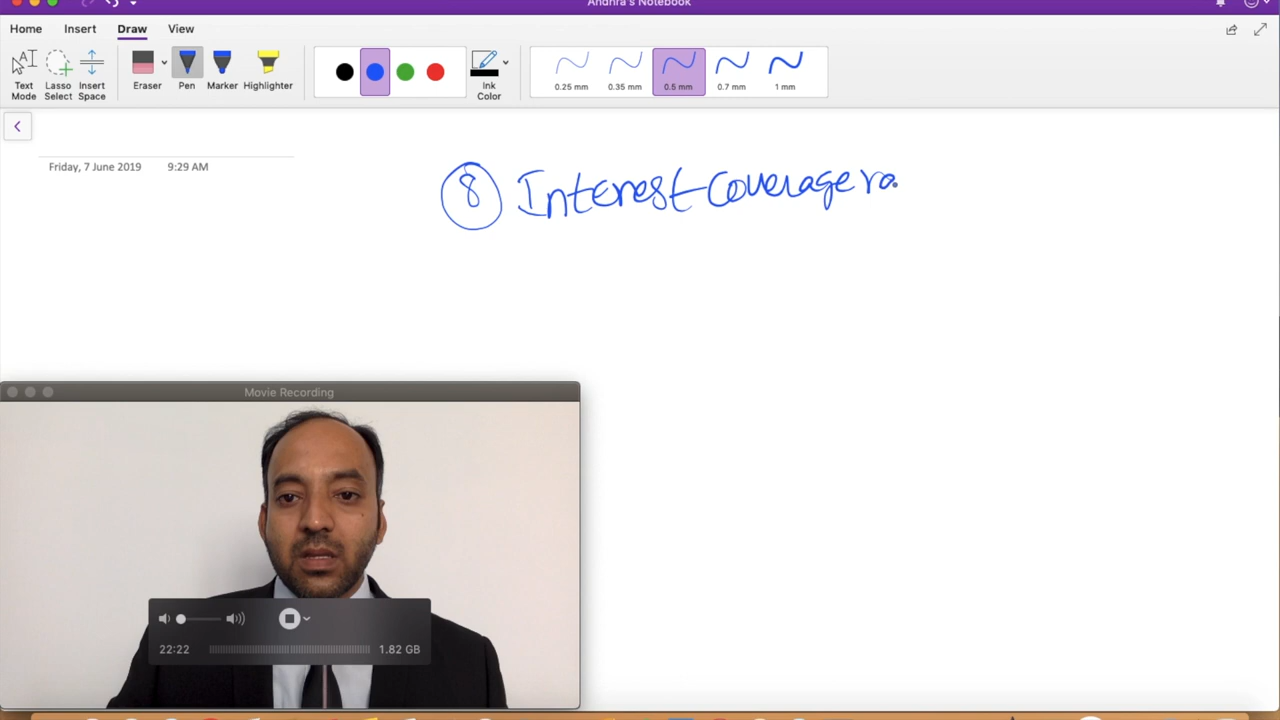 Andhra's Notebook
Home Insert Draw View
Text Mode
Lasso Select
Insert Space
Eraser
Pen
Marker
Highlighter
Ink Color
0.25 mm
0.35 mm
0.5 mm
0.7 mm
1 mm
Friday, 7 June 2019 9:29 AM
8 Interest coverage ra
Movie Recording
22:22 1.82 GB